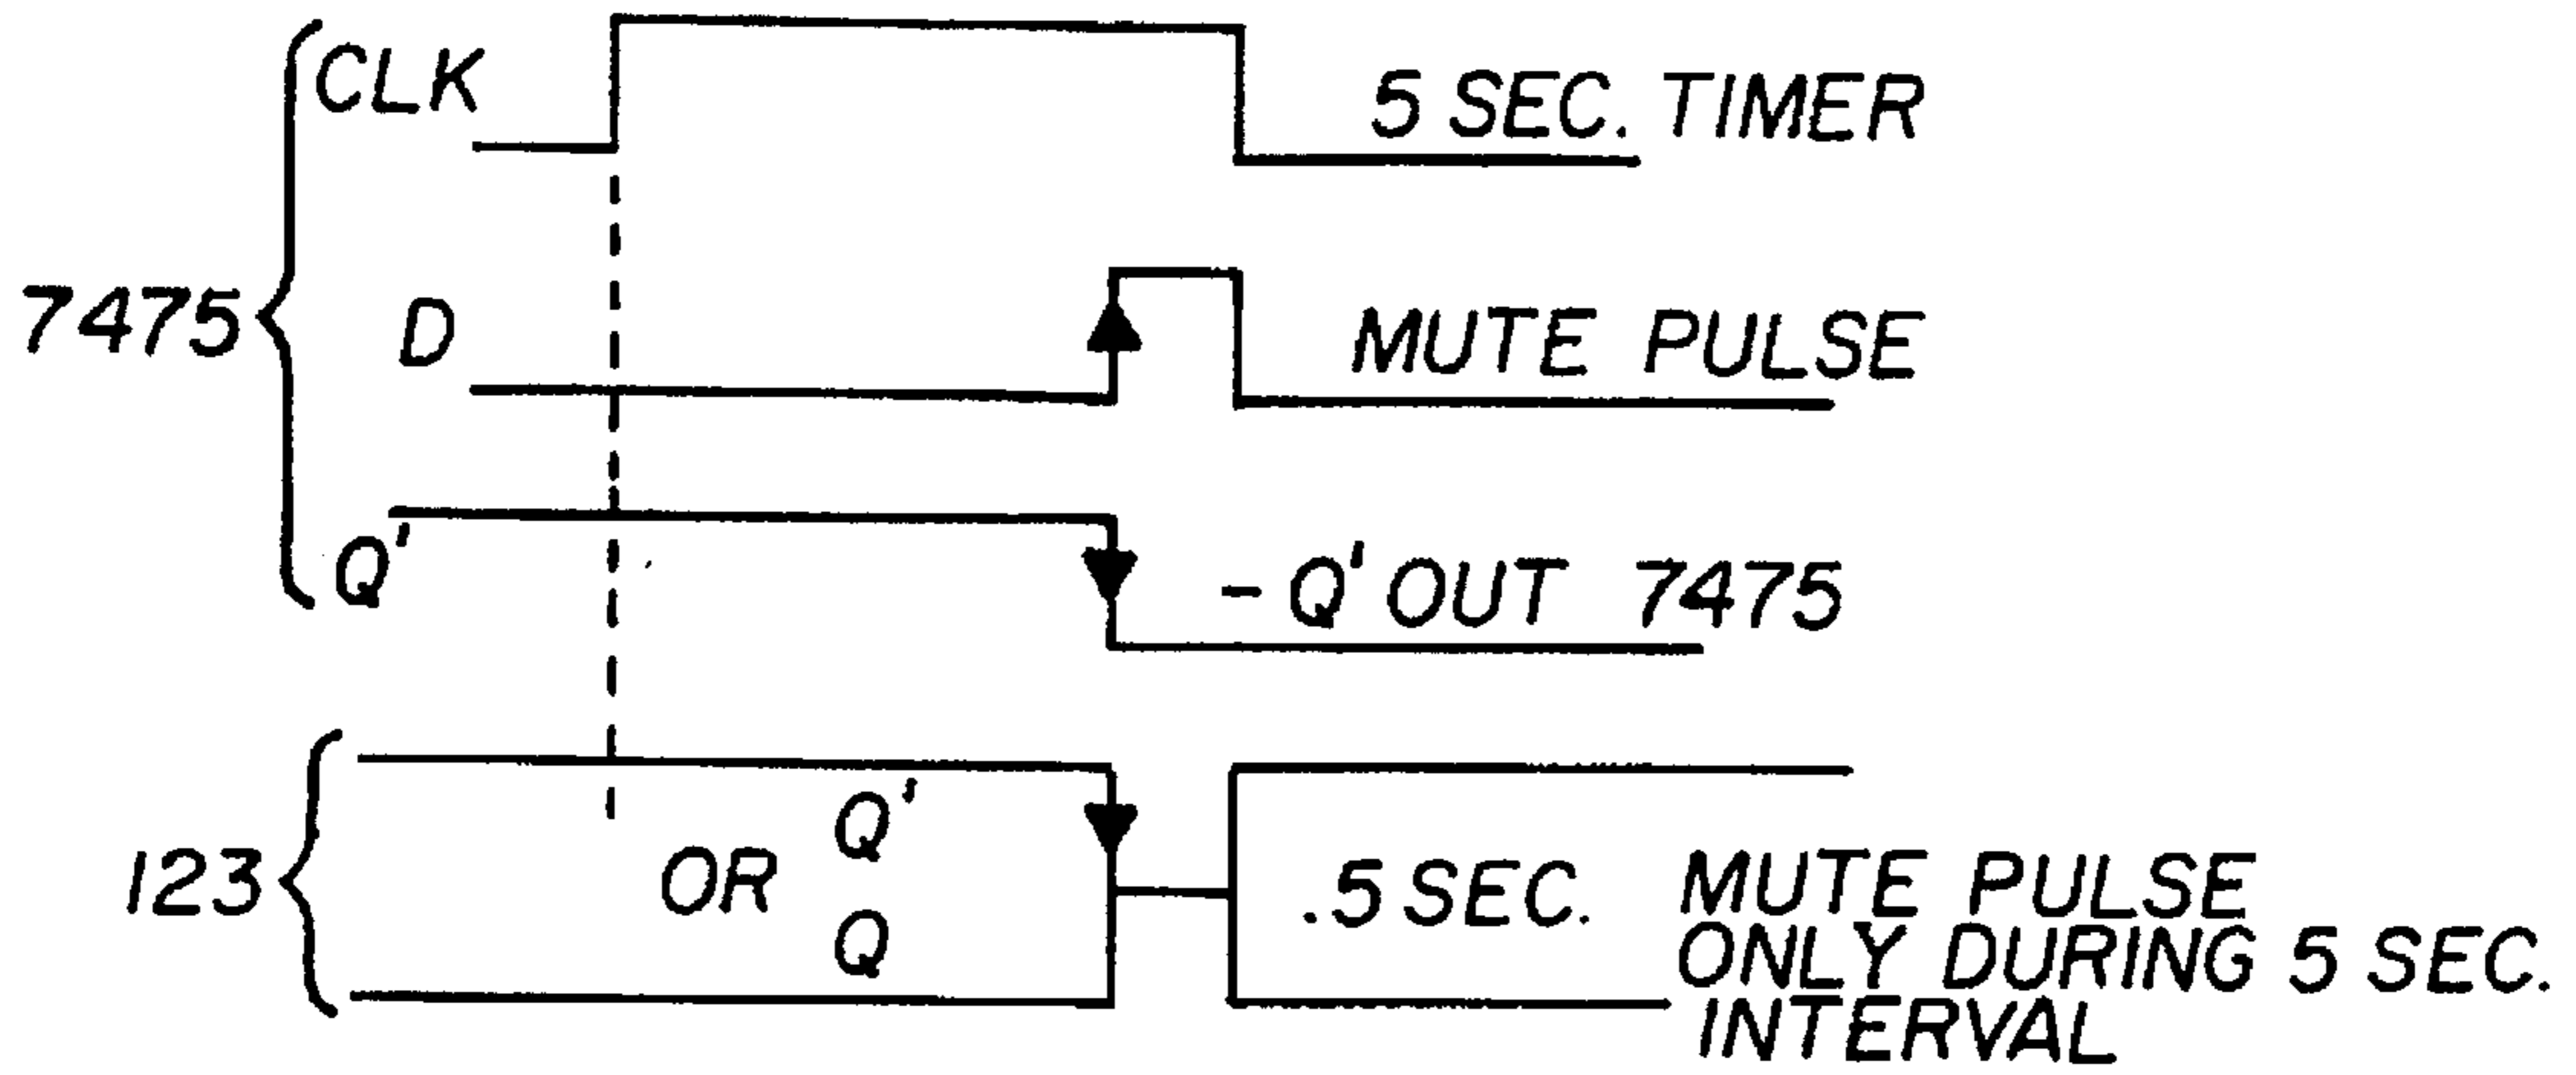 CLK
5 SEC. TIMER
7475
D
MUTE PULSE
Q'
- Q' OUT 7475
123
OR
Q'
Q
.5 SEC.
MUTE PULSE
ONLY DURING 5 SEC.
INTERVAL